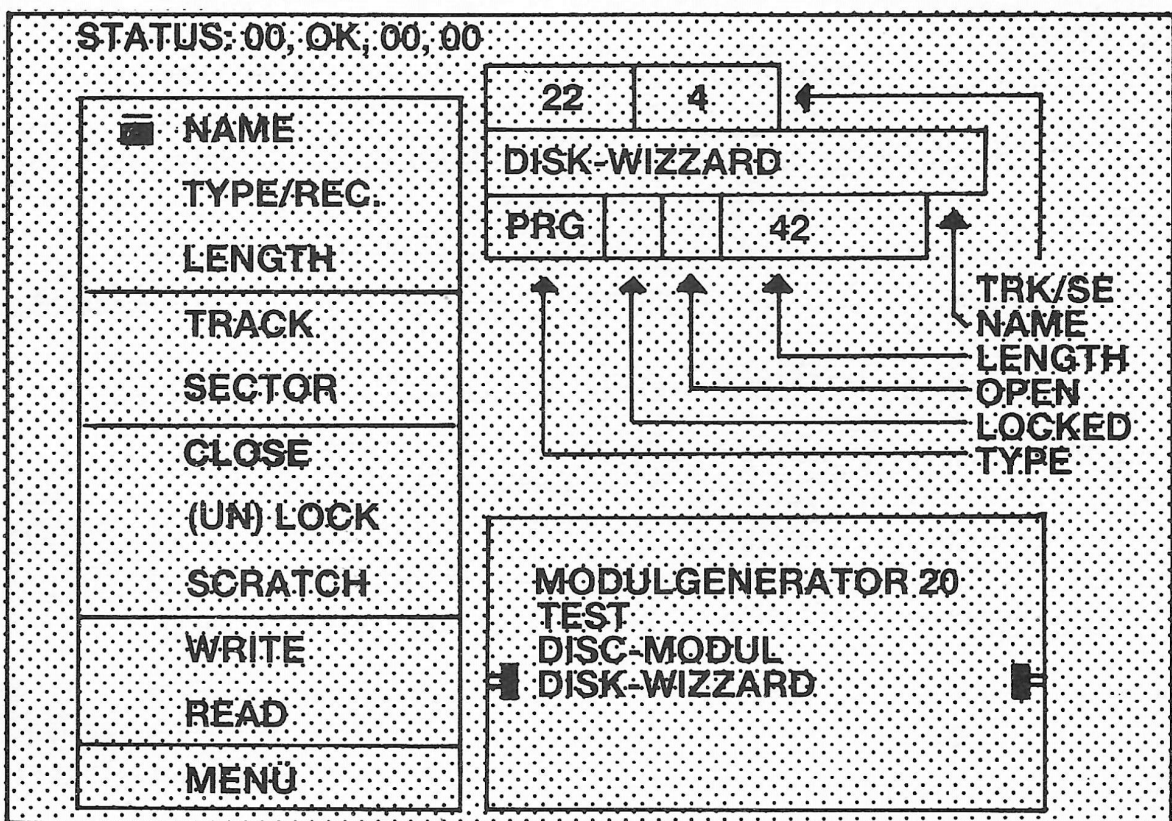 STATUS: 00, OK, 00, 00
NAME
TYPE/REC.
LENGTH
TRACK
SECTOR
CLOSE
(UN) LOCK
SCRATCH
WRITE
READ
MENÜ
22 4
DISK-WIZZARD
PRG 42
TRK/SE
NAME
LENGTH
OPEN
LOCKED
TYPE
MODULGENERATOR 20
TEST
DISC-MODUL
DISK-WIZZARD